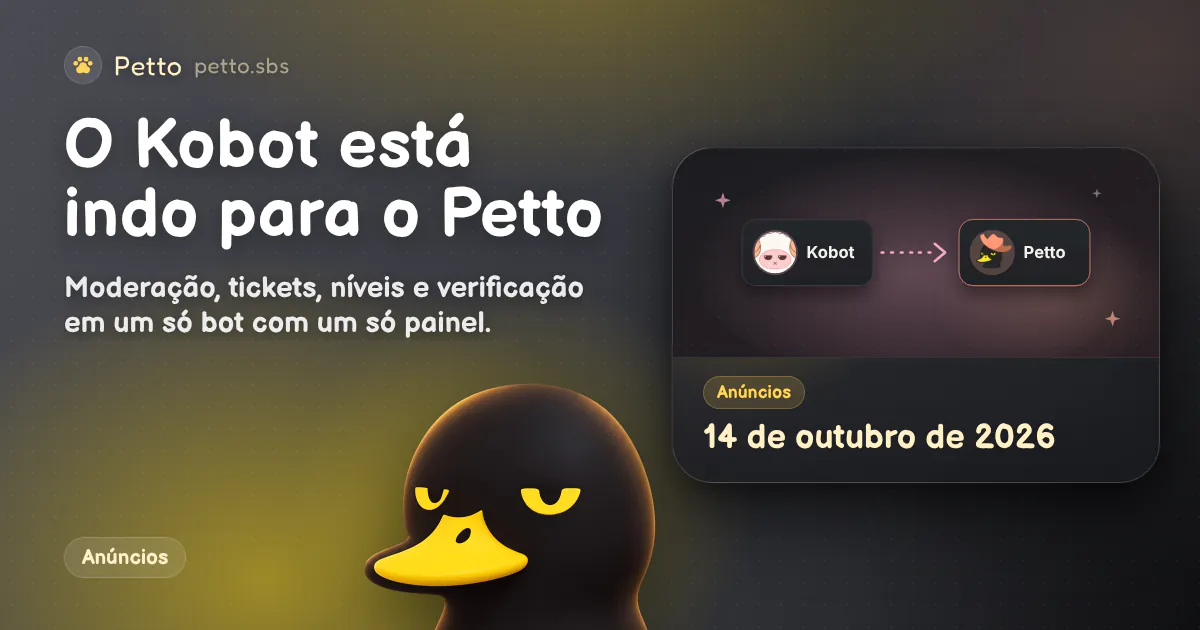 Petto petto.sbs
O Kobot está
indo para o Petto
Moderação, tickets, níveis e verificação
em um só bot com um só painel.
Anúncios
Kobot
Petto
Anúncios
14 de outubro de 2026